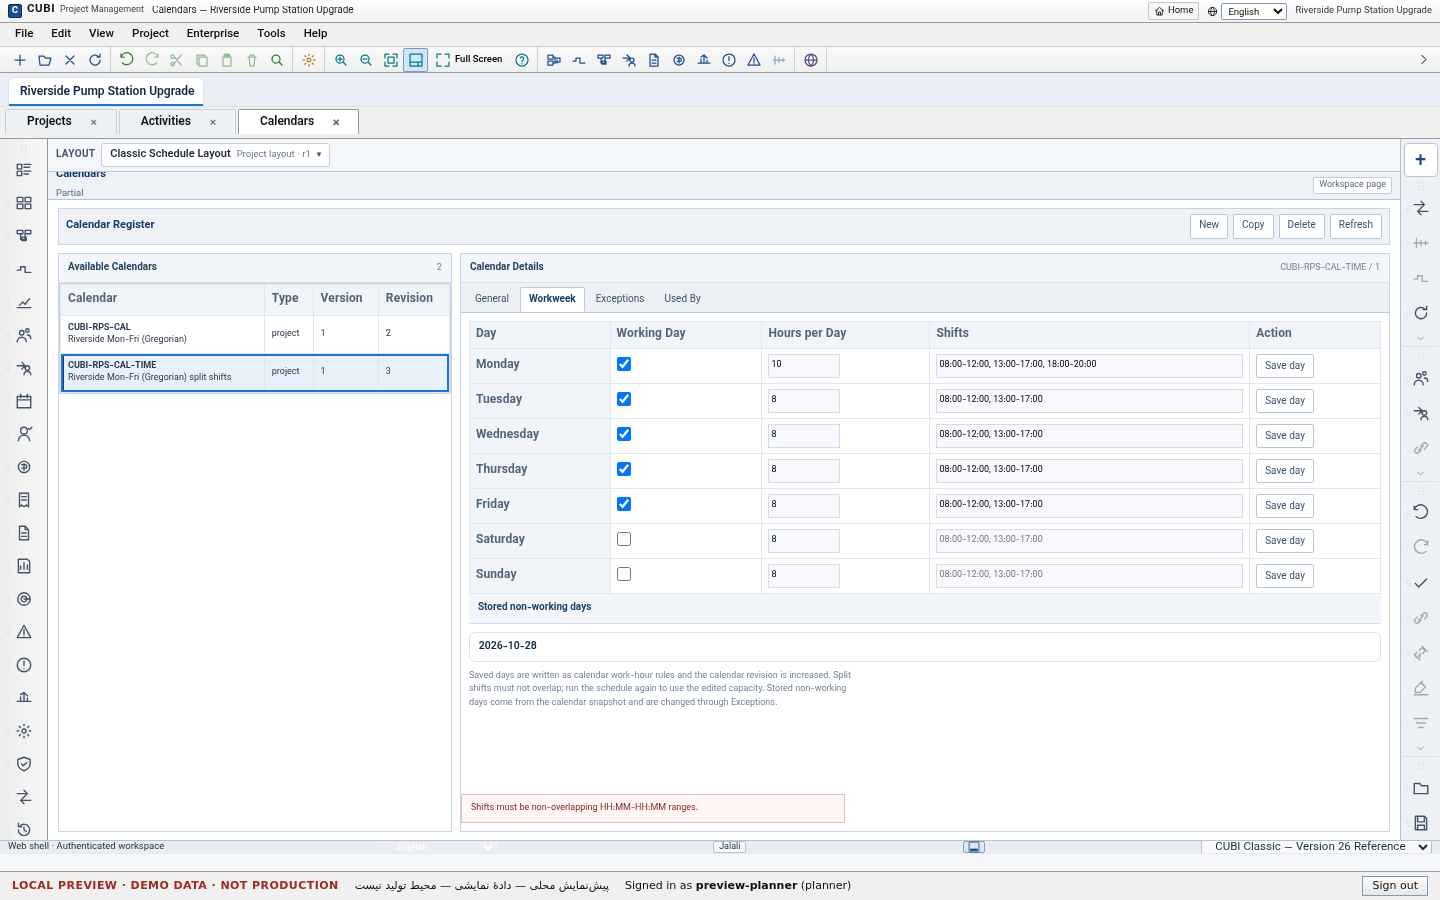 CUBI Project Management Calendars — Riverside Pump Station Upgrade Home English Riverside Pump Station Upgrade
File Edit View Project Enterprise Tools Help
Full Screen
Riverside Pump Station Upgrade
Projects × Activities × Calendars ×
LAYOUT Classic Schedule Layout Project layout · r1
Calendars
Partial Workspace page
Calendar Register New Copy Delete Refresh
Available Calendars 2
Calendar Type Version Revision
CUBI-RPS-CAL
Riverside Mon-Fri (Gregorian) project 1 2
CUBI-RPS-CAL-TIME
Riverside Mon-Fri (Gregorian) split shifts project 1 3
Calendar Details CUBI-RPS-CAL-TIME / 1
General Workweek Exceptions Used By
Day Working Day Hours per Day Shifts Action
Monday 10 08:00-12:00, 13:00-17:00, 18:00-20:00 Save day
Tuesday 8 08:00-12:00, 13:00-17:00 Save day
Wednesday 8 08:00-12:00, 13:00-17:00 Save day
Thursday 8 08:00-12:00, 13:00-17:00 Save day
Friday 8 08:00-12:00, 13:00-17:00 Save day
Saturday 8 08:00-12:00, 13:00-17:00 Save day
Sunday 8 08:00-12:00, 13:00-17:00 Save day
Stored non-working days
2026-10-28
Saved days are written as calendar work-hour rules and the calendar revision is increased. Split
shifts must not overlap; run the schedule again to use the edited capacity. Stored non-working
days come from the calendar snapshot and are changed through Exceptions.
Shifts must be non-overlapping HH:MM-HH:MM ranges.
Web shell · Authenticated workspace English Jalali CUBI Classic — Version 26 Reference
LOCAL PREVIEW · DEMO DATA · NOT PRODUCTION پیش‌نمایش محلی — دادهٔ نمایشی — محیط تولید نیست Signed in as preview-planner (planner) Sign out